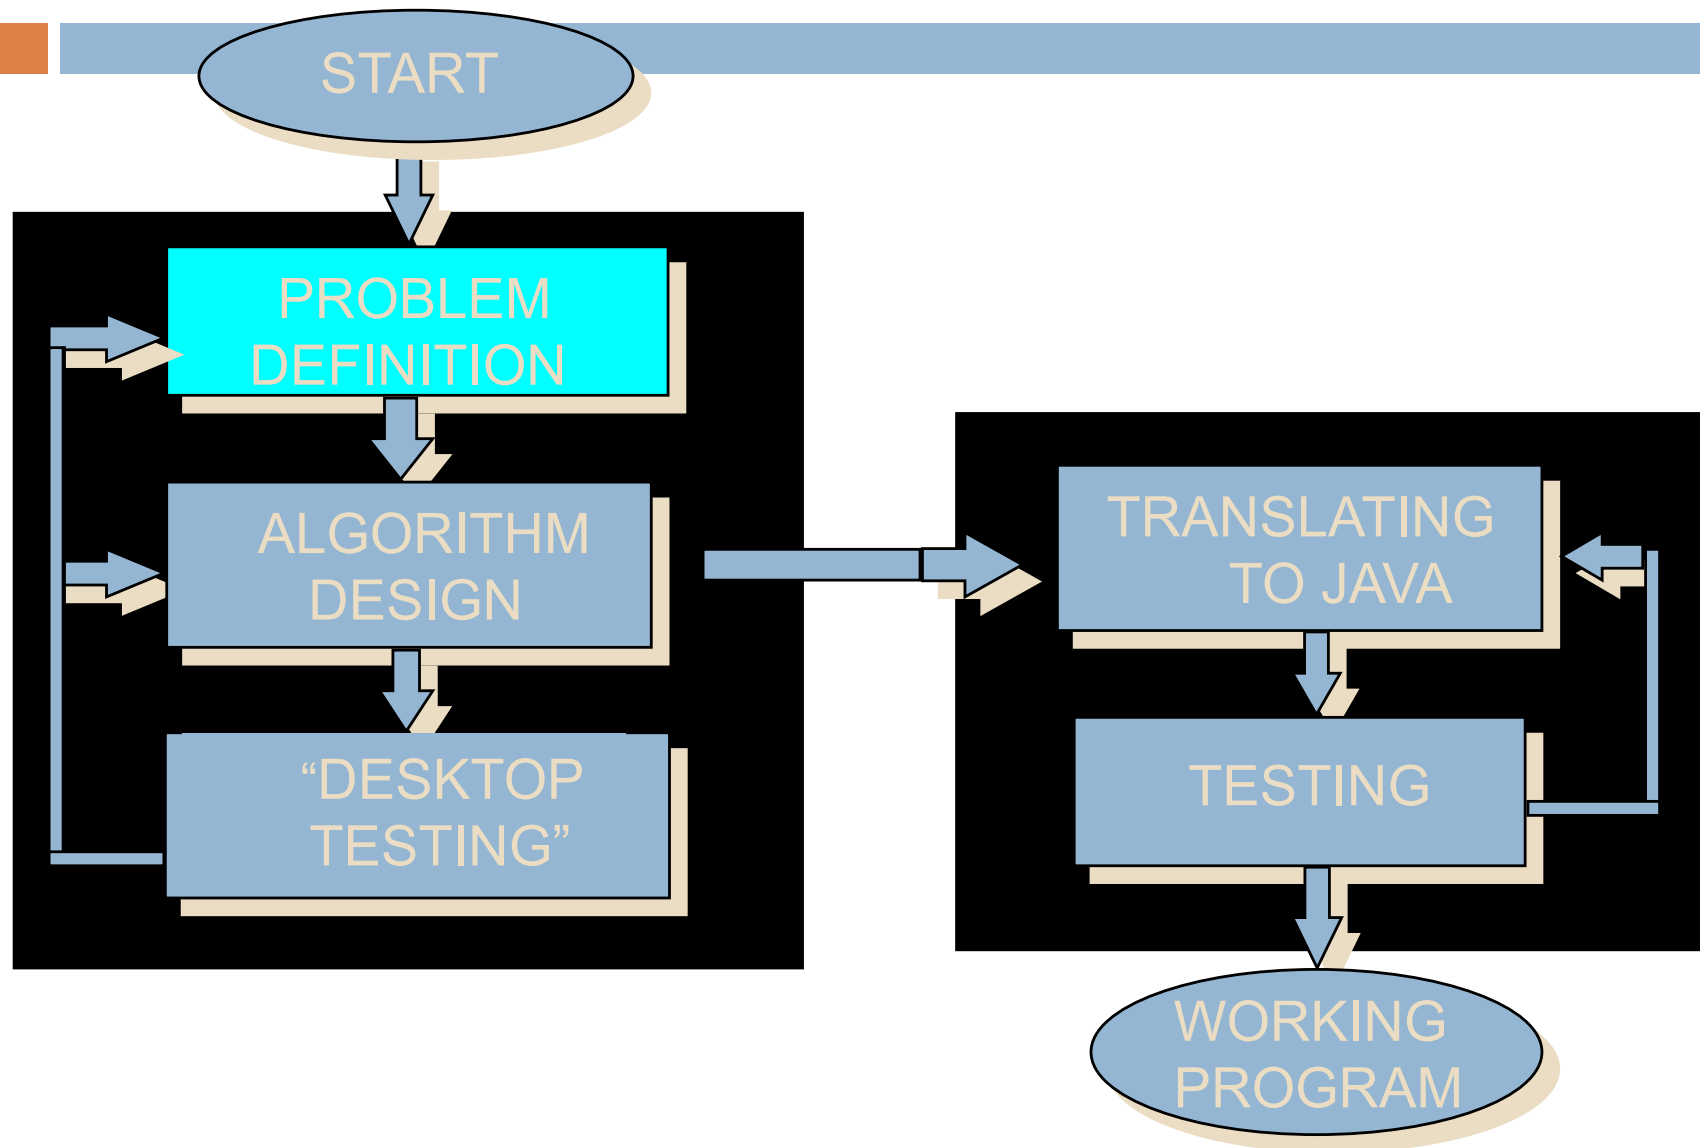 START
PROBLEM
DEFINITION
ALGORITHM
DESIGN
“DESKTOP
TESTING”
TRANSLATING
TO JAVA
TESTING
WORKING
PROGRAM